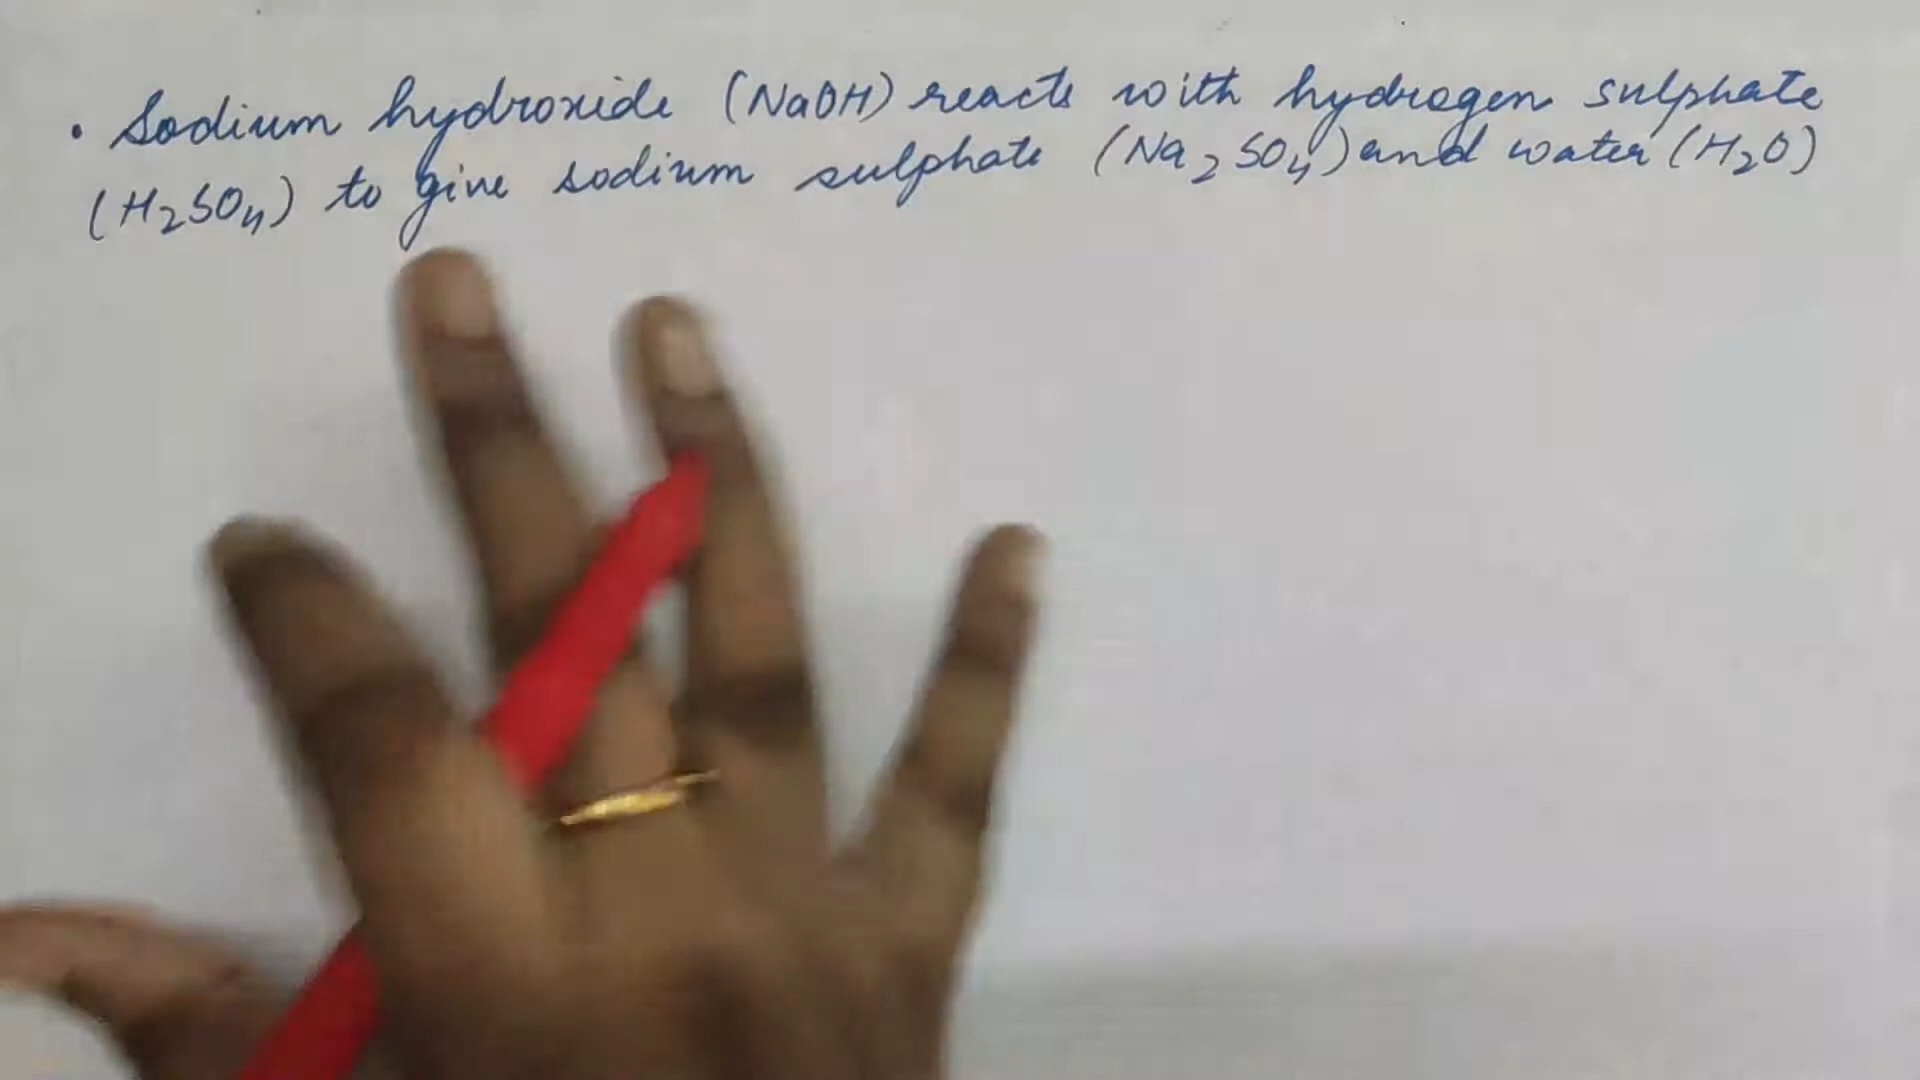 • Sodium hydroxide (NaOH) reacts with hydrogen sulphate
(H₂SO₄) to give sodium sulphate (Na₂SO₄) and water (H₂O)